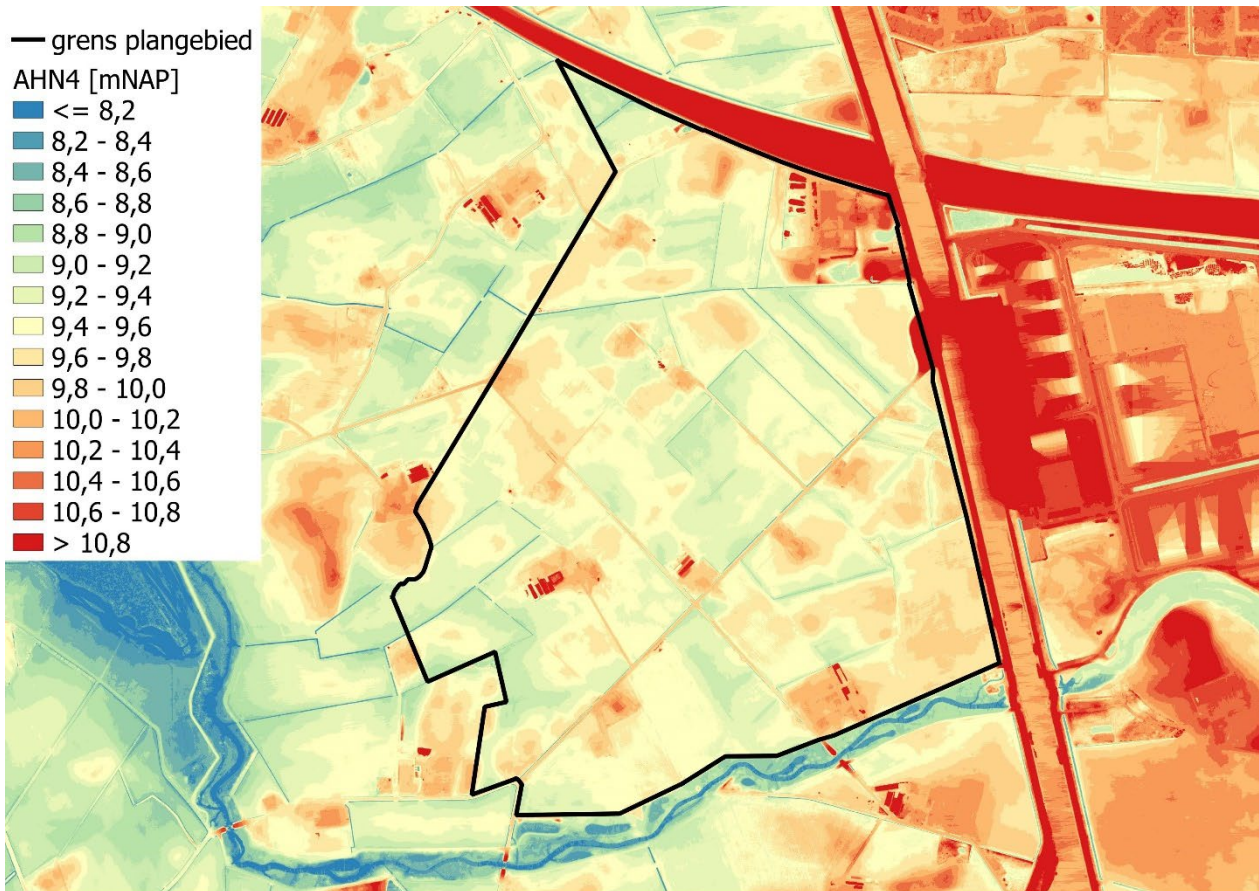 grens plangebied
AHN4 [mNAP]
<= 8,2
8,2 - 8,4
8,4 - 8,6
8,6 - 8,8
8,8 - 9,0
9,0 - 9,2
9,2 - 9,4
9,4 - 9,6
9,6 - 9,8
9,8 - 10,0
10,0 - 10,2
10,2 - 10,4
10,4 - 10,6
10,6 - 10,8
> 10,8